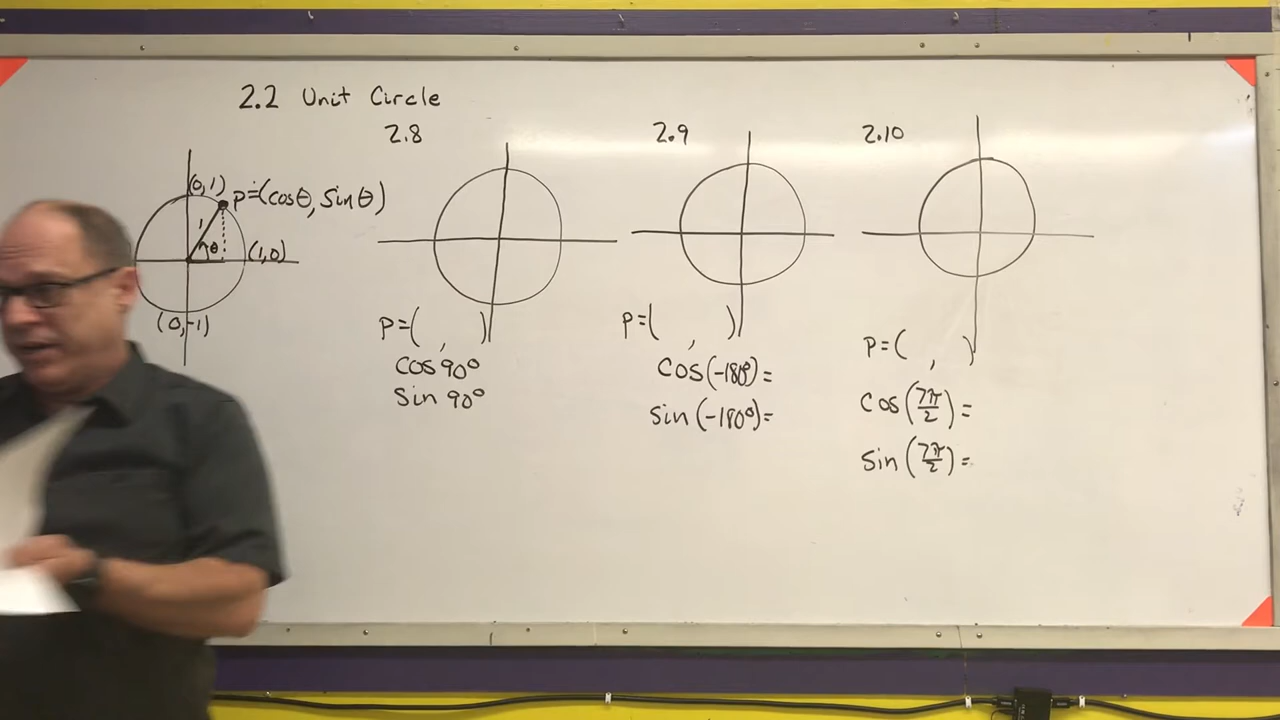 2.2 Unit Circle
(0,1)
P=(cosθ, Sinθ)
1
θ
(1,0)
(0,-1)
2.8
P=( , )
Cos 90°
Sin 90°
2.9
P=( , )
Cos(-180°)=
Sin(-180°)=
2.10
P=( , )
Cos(7π/2)=
Sin(7π/2)=